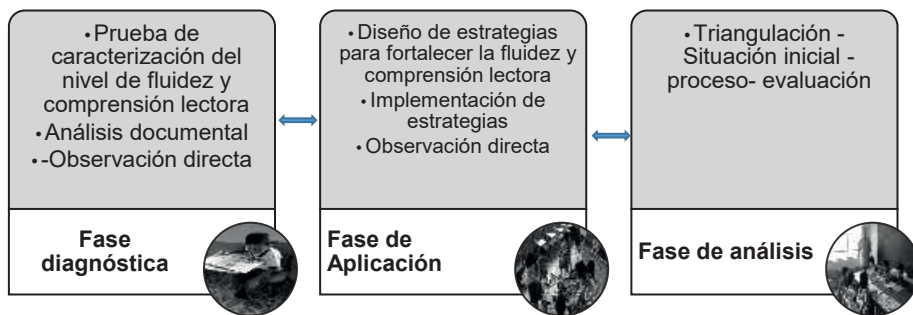 •Prueba de
caracterización del
nivel de fluidez y
comprensión lectora
•Análisis documental
•-Observación directa
Fase
diagnóstica
•Diseño de estrategias
para fortalecer la fluidez y
comprensión lectora
•Implementación de
estrategias
•Observación directa
Fase de
Aplicación
•Triangulación -
Situación inicial -
proceso- evaluación
Fase de análisis